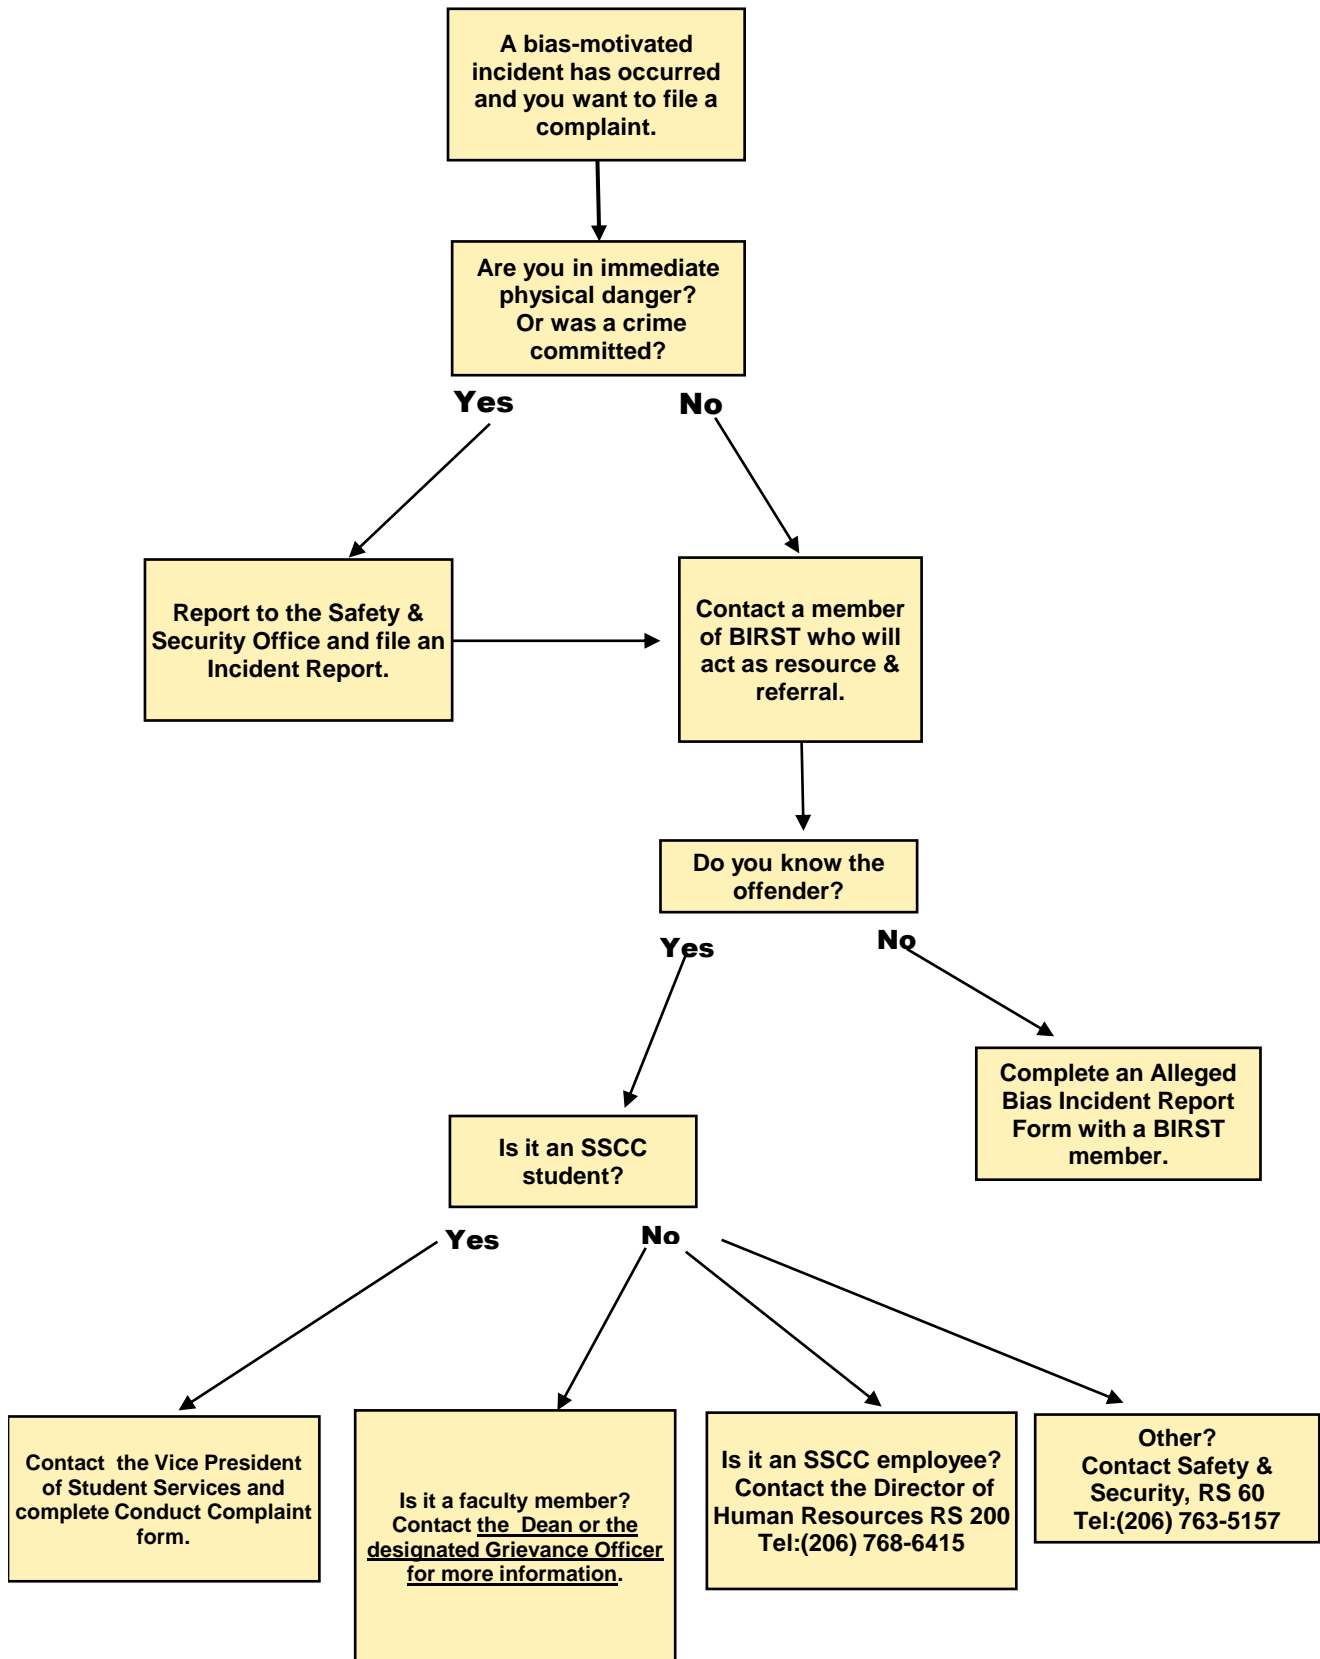 A bias-motivated
incident has occurred
and you want to file a
complaint.
Are you in immediate
physical danger?
Or was a crime
committed?
Yes
No
Report to the Safety &
Security Office and file an
Incident Report.
Contact a member
of BIRST who will
act as resource &
referral.
Do you know the
offender?
Yes
No
Complete an Alleged
Bias Incident Report
Form with a BIRST
member.
Is it an SSCC
student?
Yes
No
Contact the Vice President
of Student Services and
complete Conduct Complaint
form.
Is it a faculty member?
Contact the Dean or the
designated Grievance Officer
for more information.
Is it an SSCC employee?
Contact the Director of
Human Resources RS 200
Tel:(206) 768-6415
Other?
Contact Safety &
Security, RS 60
Tel:(206) 763-5157